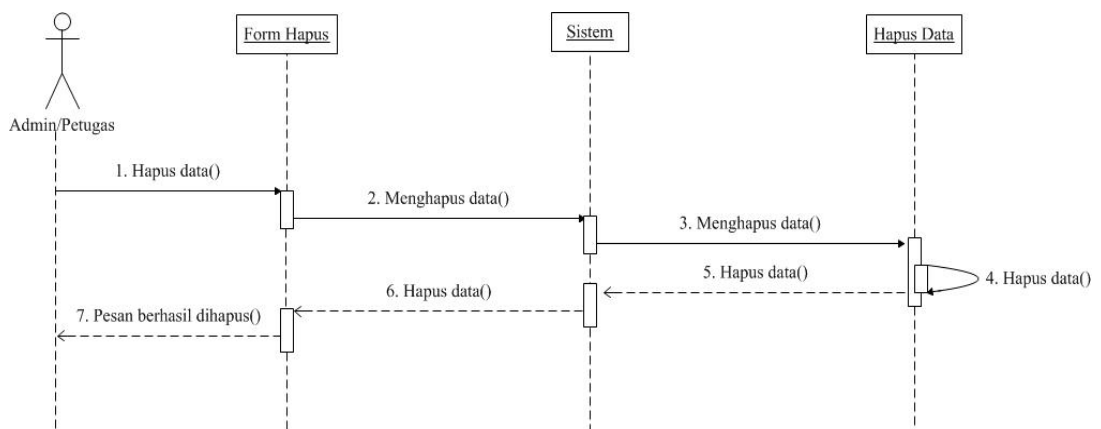 Form Hapus
Sistem
Hapus Data
Admin/Petugas
1. Hapus data()
2. Menghapus data()
3. Menghapus data()
4. Hapus data()
5. Hapus data()
6. Hapus data()
7. Pesan berhasil dihapus()